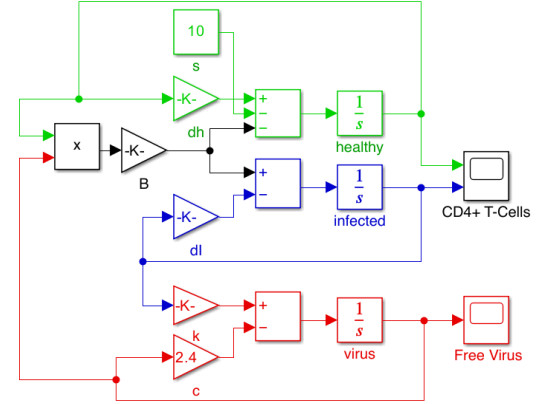 10
s
-K-
+
−
−
dh
1
s
healthy
x
-K-
B
+
−
1
s
infected
CD4+ T-Cells
-K-
dI
-K-
k
+
−
1
s
virus
Free Virus
2.4
c